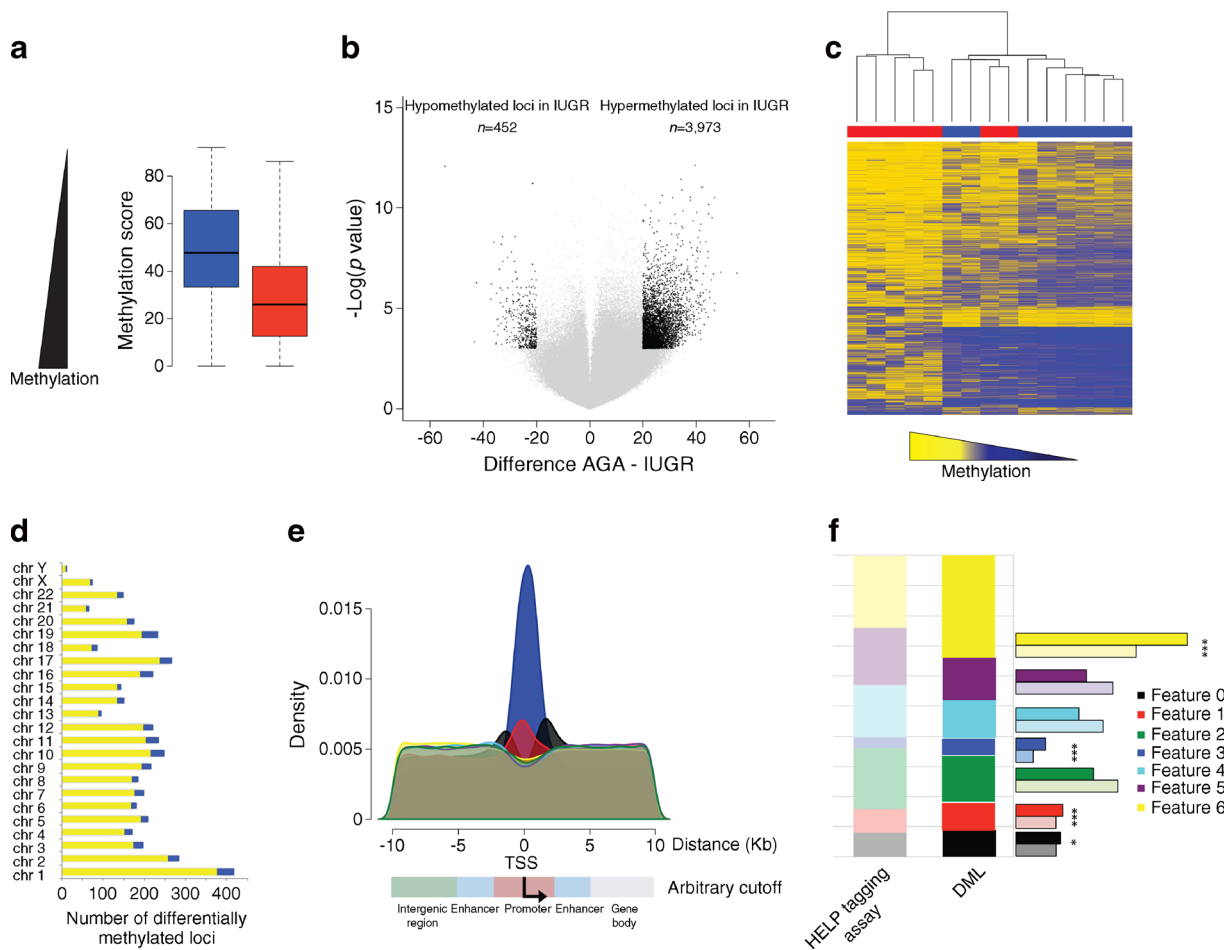 a
Methylation
Methylation score
80
60
40
20
0
b
Hypomethylated loci in IUGR
n=452
Hypermethylated loci in IUGR
n=3,973
-Log(p value)
15
10
5
0
-60
-40
-20
0
20
40
60
Difference AGA - IUGR
c
Methylation
d
chr Y
chr X
chr 22
chr 21
chr 20
chr 19
chr 18
chr 17
chr 16
chr 15
chr 14
chr 13
chr 12
chr 11
chr 10
chr 9
chr 8
chr 7
chr 6
chr 5
chr 4
chr 3
chr 2
chr 1
0
100
200
300
400
Number of differentially
methylated loci
e
Density
0.015
0.010
0.005
0
-10
-5
0
5
10
Distance (Kb)
TSS
Arbitrary cutoff
Intergenic
region
Enhancer
Promoter
Enhancer
Gene
body
f
***
***
***
*
HELP tagging
assay
DML
Feature 0
Feature 1
Feature 2
Feature 3
Feature 4
Feature 5
Feature 6